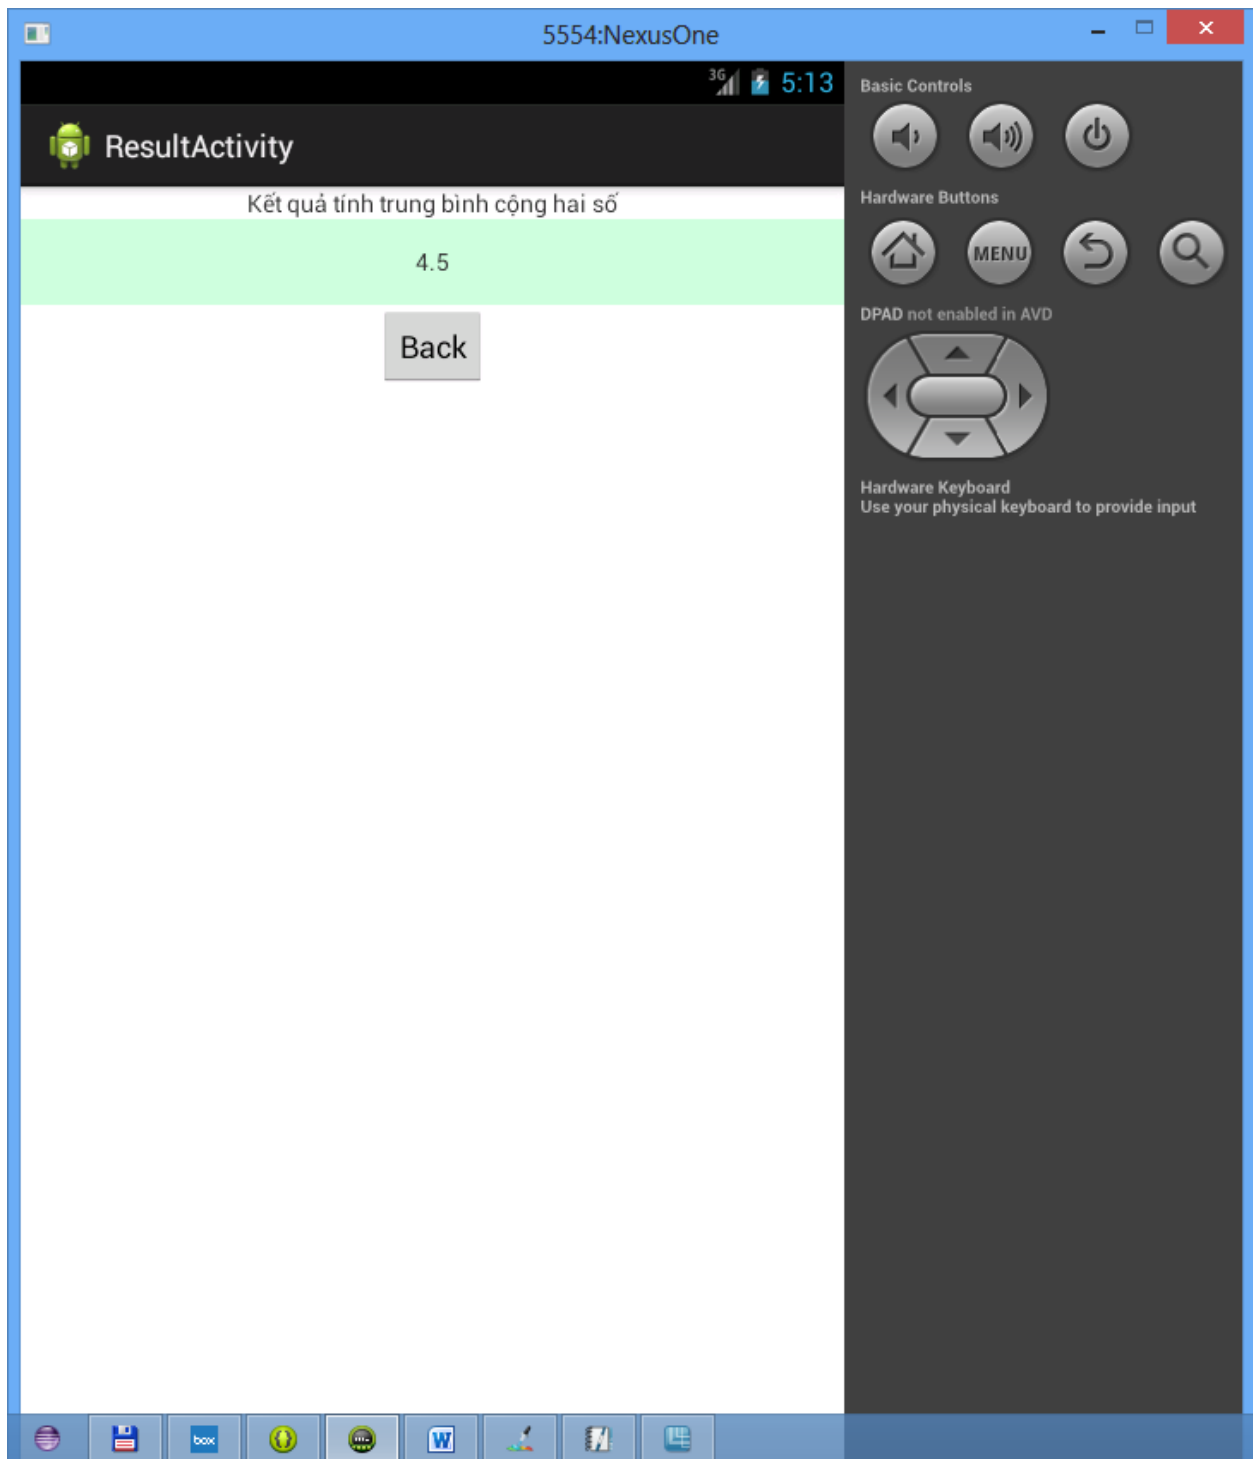 5554:NexusOne
3G 5:13
ResultActivity
Kết quả tính trung bình cộng hai số
4.5
Back
Basic Controls
Hardware Buttons
MENU
DPAD not enabled in AVD
Hardware Keyboard
Use your physical keyboard to provide input
box
W